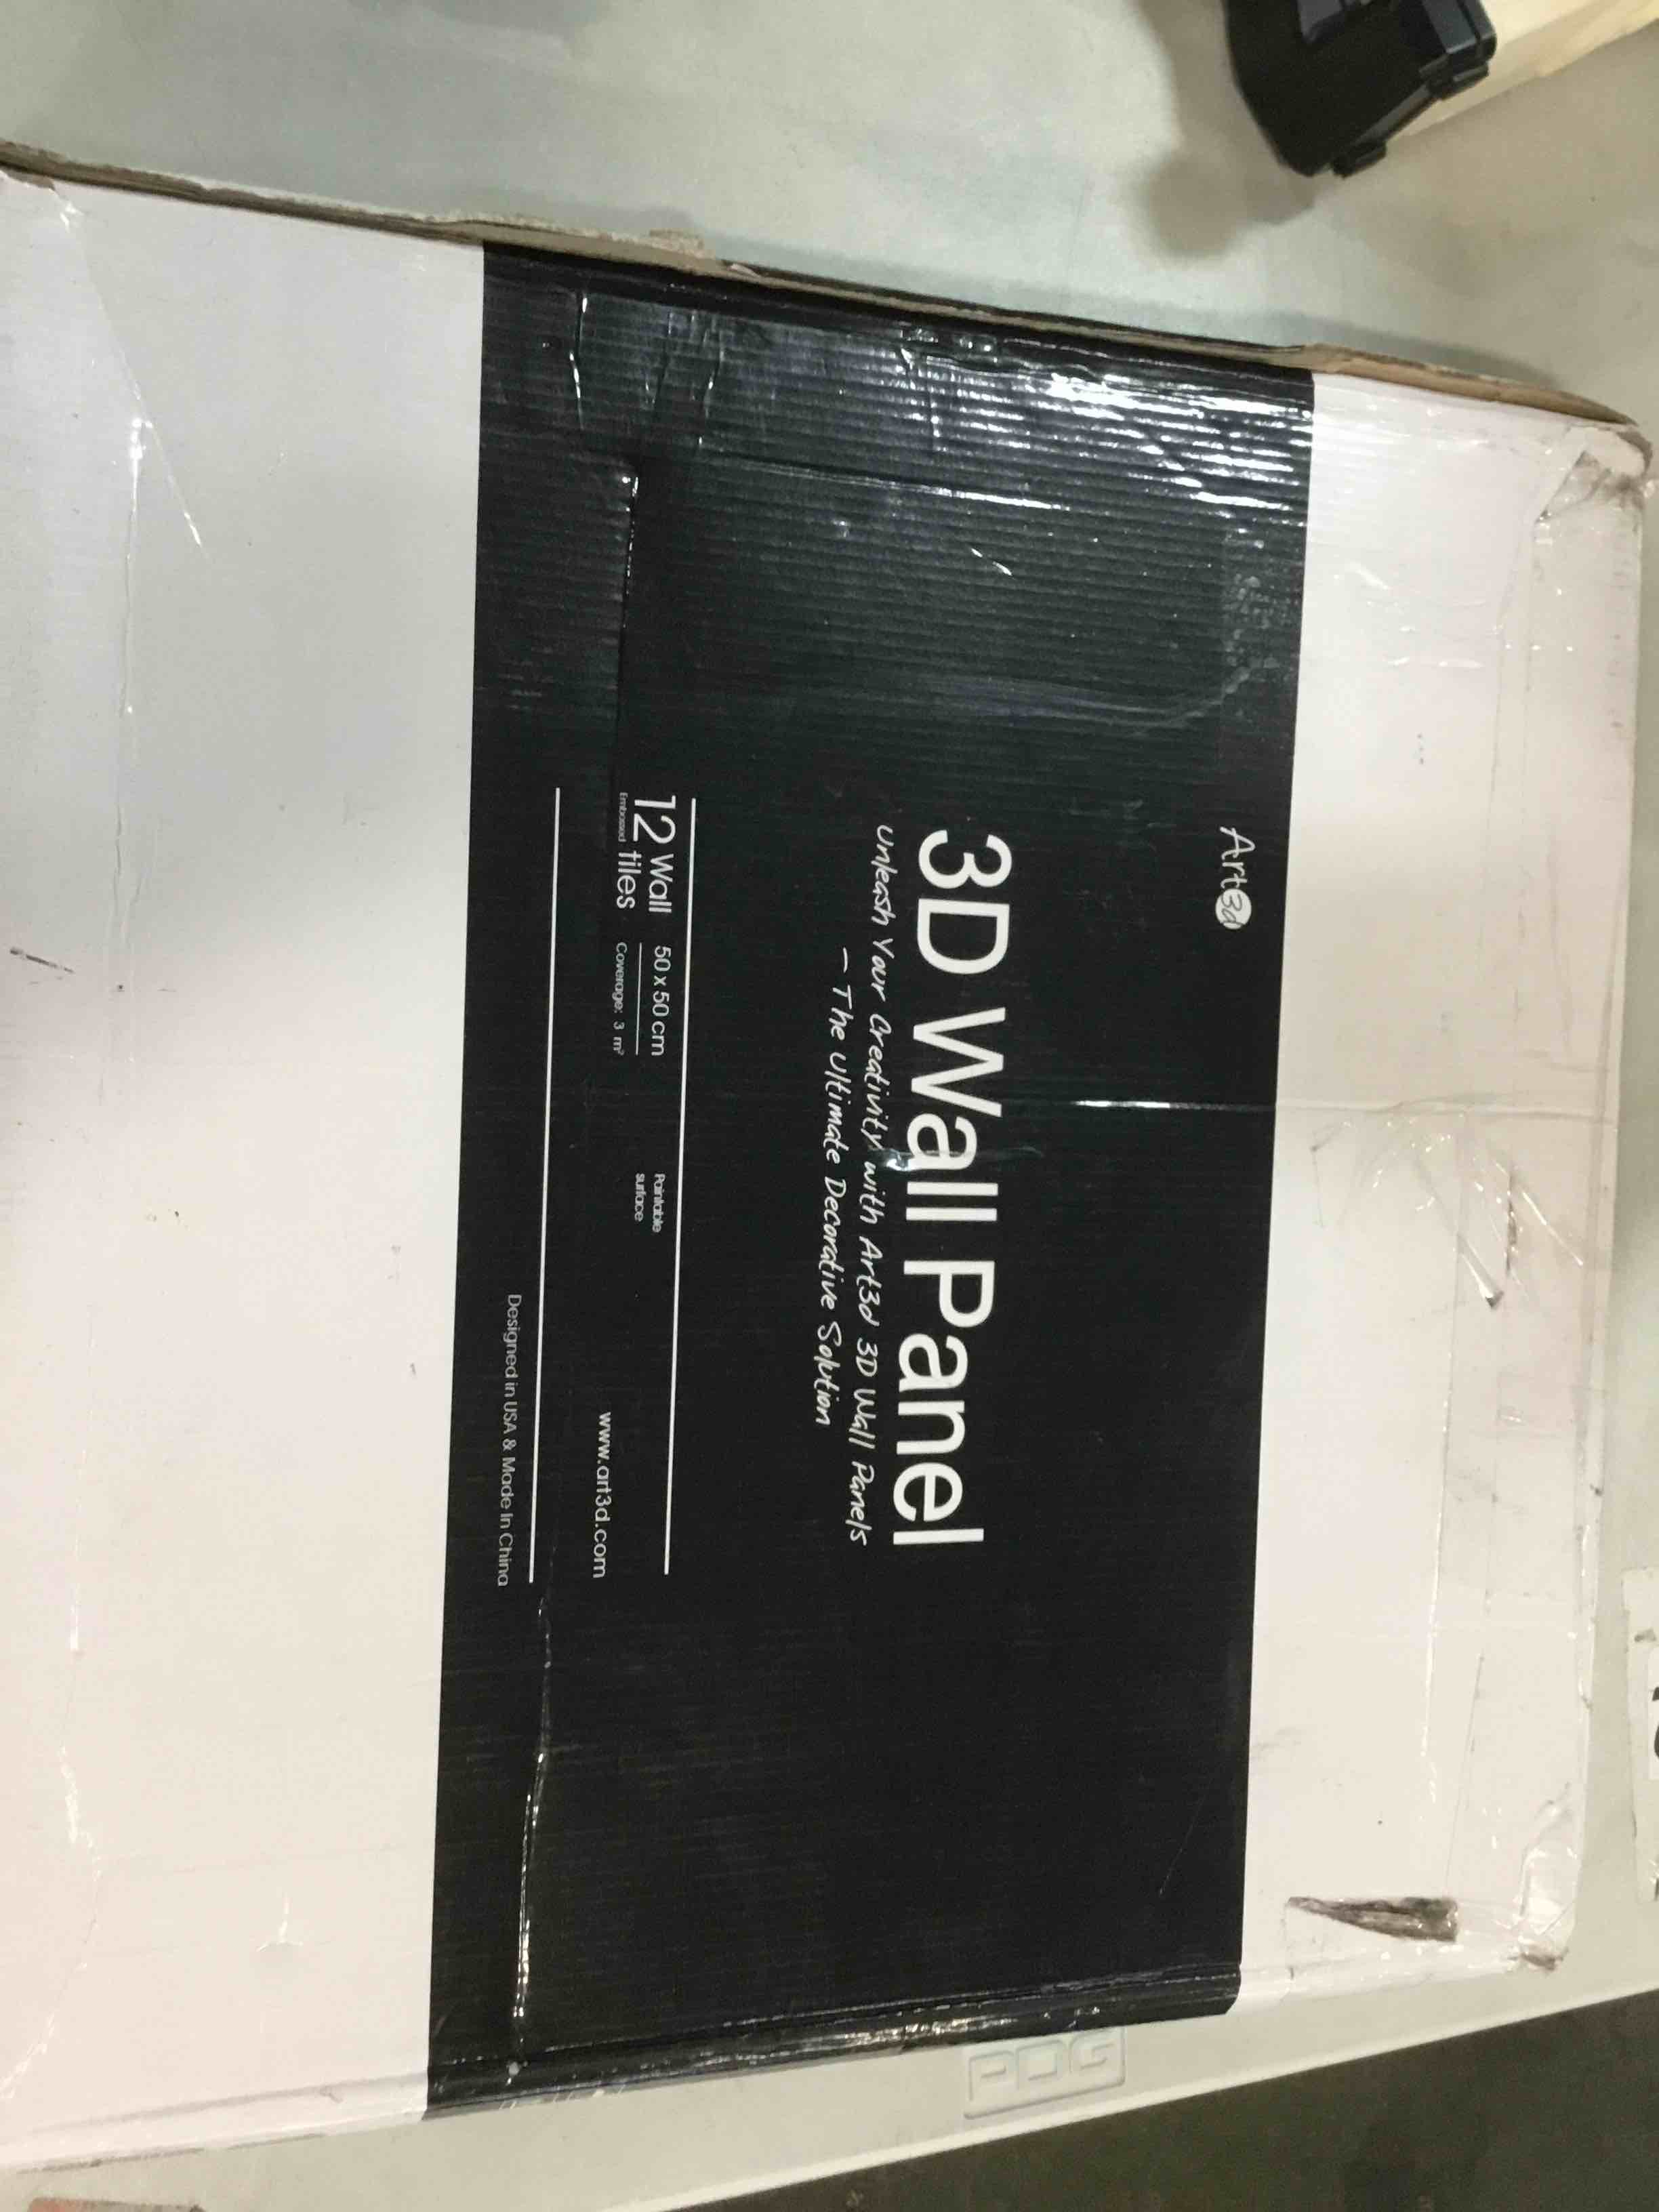 Art3d
3D Wall Panel
Unleash Your Creativity with Art3d 3D Wall Panels
– The Ultimate Decorative Solution
12 Wall
Embossed tiles
50 x 50 cm
Coverage: 3 m²
Paintable
surface
www.art3d.com
Designed in USA & Made In China